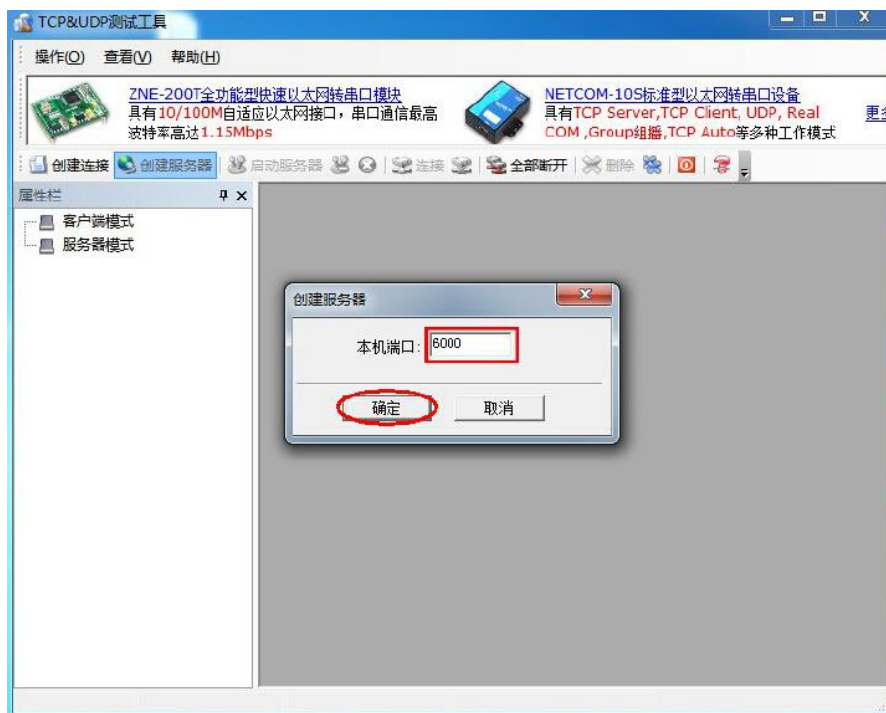 TCP&UDP测试工具
操作(O) 查看(V) 帮助(H)
ZNE-200T全功能型快速以太网转串口模块
具有10/100M自适应以太网接口，串口通信最高
波特率高达1.15Mbps
NETCOM-10S标准型以太网转串口设备
具有TCP Server,TCP Client, UDP, Real
COM ,Group组播,TCP Auto等多种工作模式
创建连接 创建服务器 启动服务器 连接 全部断开 删除
属性栏
客户端模式
服务器模式
创建服务器
本机端口: 6000
确定 取消